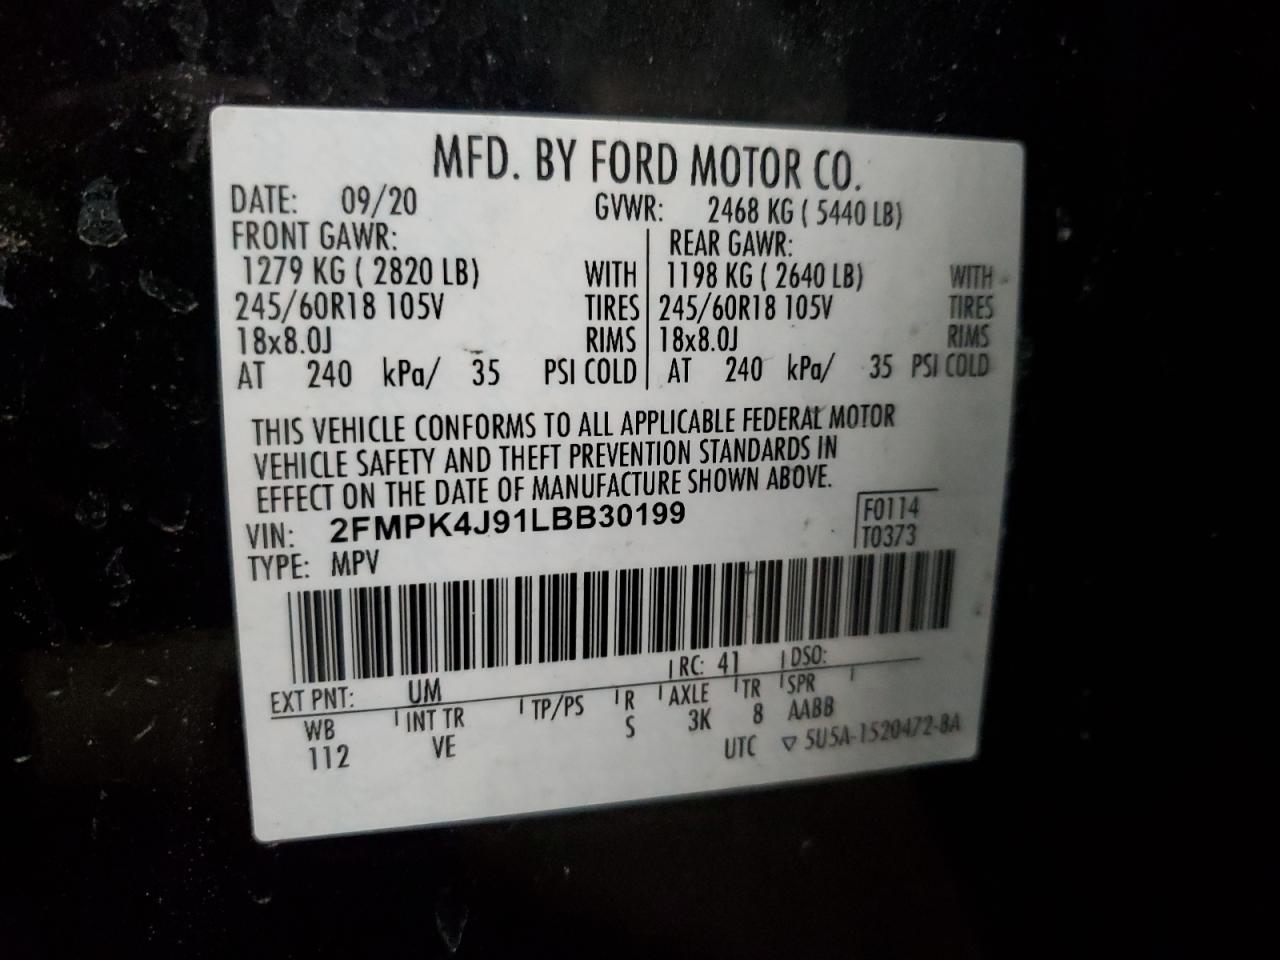 MFD. BY FORD MOTOR CO.
DATE: 09/20 GVWR: 2468 KG ( 5440 LB)
FRONT GAWR: REAR GAWR:
1279 KG ( 2820 LB) WITH 1198 KG ( 2640 LB) WITH
245/60R18 105V TIRES 245/60R18 105V TIRES
18x8.0J RIMS 18x8.0J RIMS
AT 240 kPa/ 35 PSI COLD AT 240 kPa/ 35 PSI COLD
THIS VEHICLE CONFORMS TO ALL APPLICABLE FEDERAL MOTOR
VEHICLE SAFETY AND THEFT PREVENTION STANDARDS IN
EFFECT ON THE DATE OF MANUFACTURE SHOWN ABOVE.
VIN: 2FMPK4J91LBB30199 F0114
TYPE: MPV T0373
EXT PNT: UM RC: 41 DSO:
WB INT TR TP/PS R AXLE TR SPR
112 VE S 3K 8 AABB
UTC ▽ 5U5A-1520472-BA